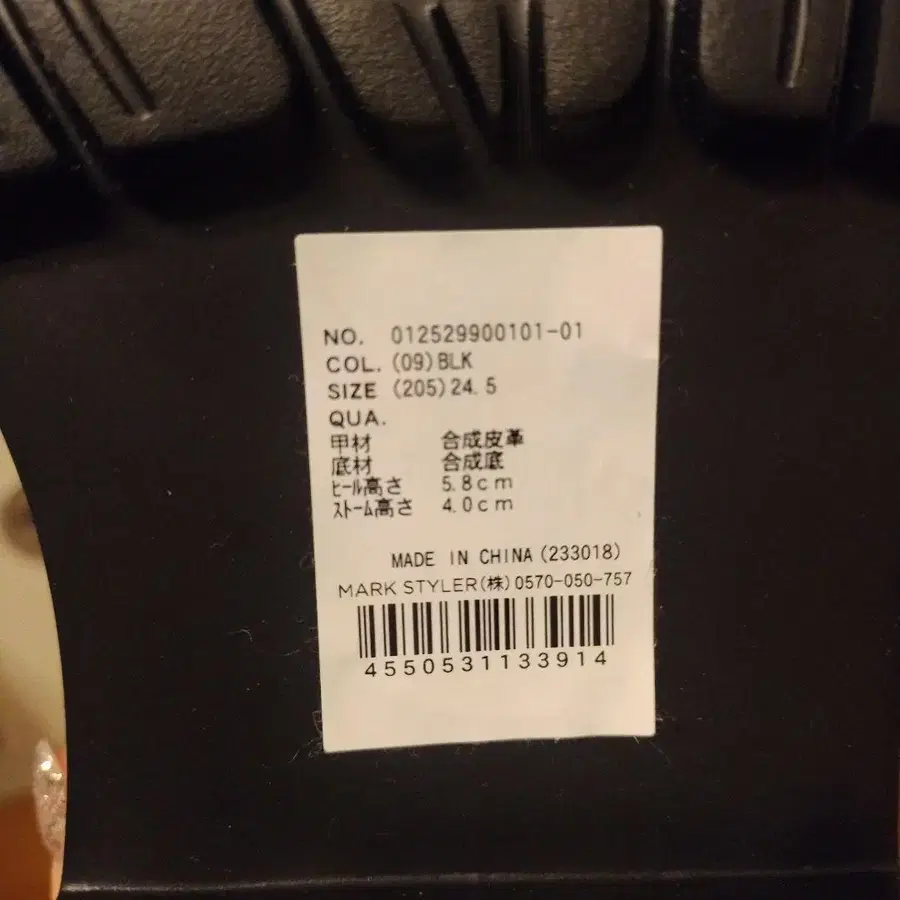 NO. 012529900101-01
COL. (09)BLK
SIZE (205)24.5
QUA.
甲材 合成皮革
底材 合成底
ﾋｰﾙ高さ 5.8cm
ｽﾄｰﾑ高さ 4.0cm
MADE IN CHINA(233018)
MARK STYLER(株)0570-050-757
4550531133914